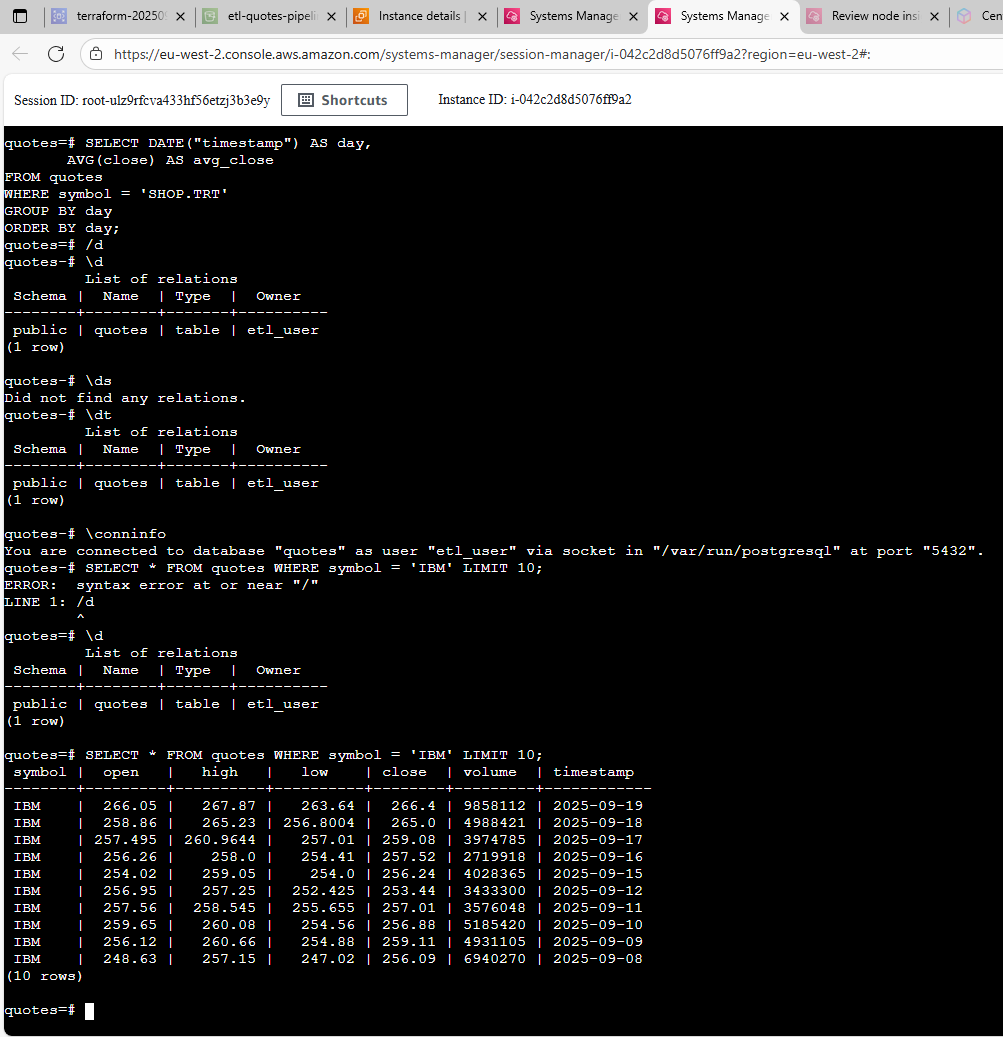 terraform-20250
etl-quotes-pipelin
Instance details |
Systems Manage
Systems Manage
Review node ins
Cen
https://eu-west-2.console.aws.amazon.com/systems-manager/session-manager/i-042c2d8d5076ff9a2?region=eu-west-2#:
Session ID: root-ulz9rfcva433hf56etzj3b3e9y
Shortcuts
Instance ID: i-042c2d8d5076ff9a2
quotes=# SELECT DATE("timestamp") AS day,
       AVG(close) AS avg_close
FROM quotes
WHERE symbol = 'SHOP.TRT'
GROUP BY day
ORDER BY day;
quotes=# /d
quotes-# \d
         List of relations
 Schema |  Name  | Type  |  Owner
--------+--------+-------+----------
 public | quotes | table | etl_user
(1 row)
quotes-# \ds
Did not find any relations.
quotes-# \dt
         List of relations
 Schema |  Name  | Type  |  Owner
--------+--------+-------+----------
 public | quotes | table | etl_user
(1 row)
quotes-# \conninfo
You are connected to database "quotes" as user "etl_user" via socket in "/var/run/postgresql" at port "5432".
quotes-# SELECT * FROM quotes WHERE symbol = 'IBM' LIMIT 10;
ERROR:  syntax error at or near "/"
LINE 1: /d
        ^
quotes=# \d
         List of relations
 Schema |  Name  | Type  |  Owner
--------+--------+-------+----------
 public | quotes | table | etl_user
(1 row)
quotes=# SELECT * FROM quotes WHERE symbol = 'IBM' LIMIT 10;
 symbol |  open   |   high   |   low    | close  | volume  | timestamp
--------+---------+----------+----------+--------+---------+------------
 IBM    |  266.05 |   267.87 |   263.64 |  266.4 | 9858112 | 2025-09-19
 IBM    |  258.86 |   265.23 | 256.8004 |  265.0 | 4988421 | 2025-09-18
 IBM    | 257.495 | 260.9644 |   257.01 | 259.08 | 3974785 | 2025-09-17
 IBM    |  256.26 |    258.0 |   254.41 | 257.52 | 2719918 | 2025-09-16
 IBM    |  254.02 |   259.05 |    254.0 | 256.24 | 4028365 | 2025-09-15
 IBM    |  256.95 |   257.25 |  252.425 | 253.44 | 3433300 | 2025-09-12
 IBM    |  257.56 |  258.545 |  255.655 | 257.01 | 3576048 | 2025-09-11
 IBM    |  259.65 |   260.08 |   254.56 | 256.88 | 5185420 | 2025-09-10
 IBM    |  256.12 |   260.66 |   254.88 | 259.11 | 4931105 | 2025-09-09
 IBM    |  248.63 |   257.15 |   247.02 | 256.09 | 6940270 | 2025-09-08
(10 rows)
quotes=#